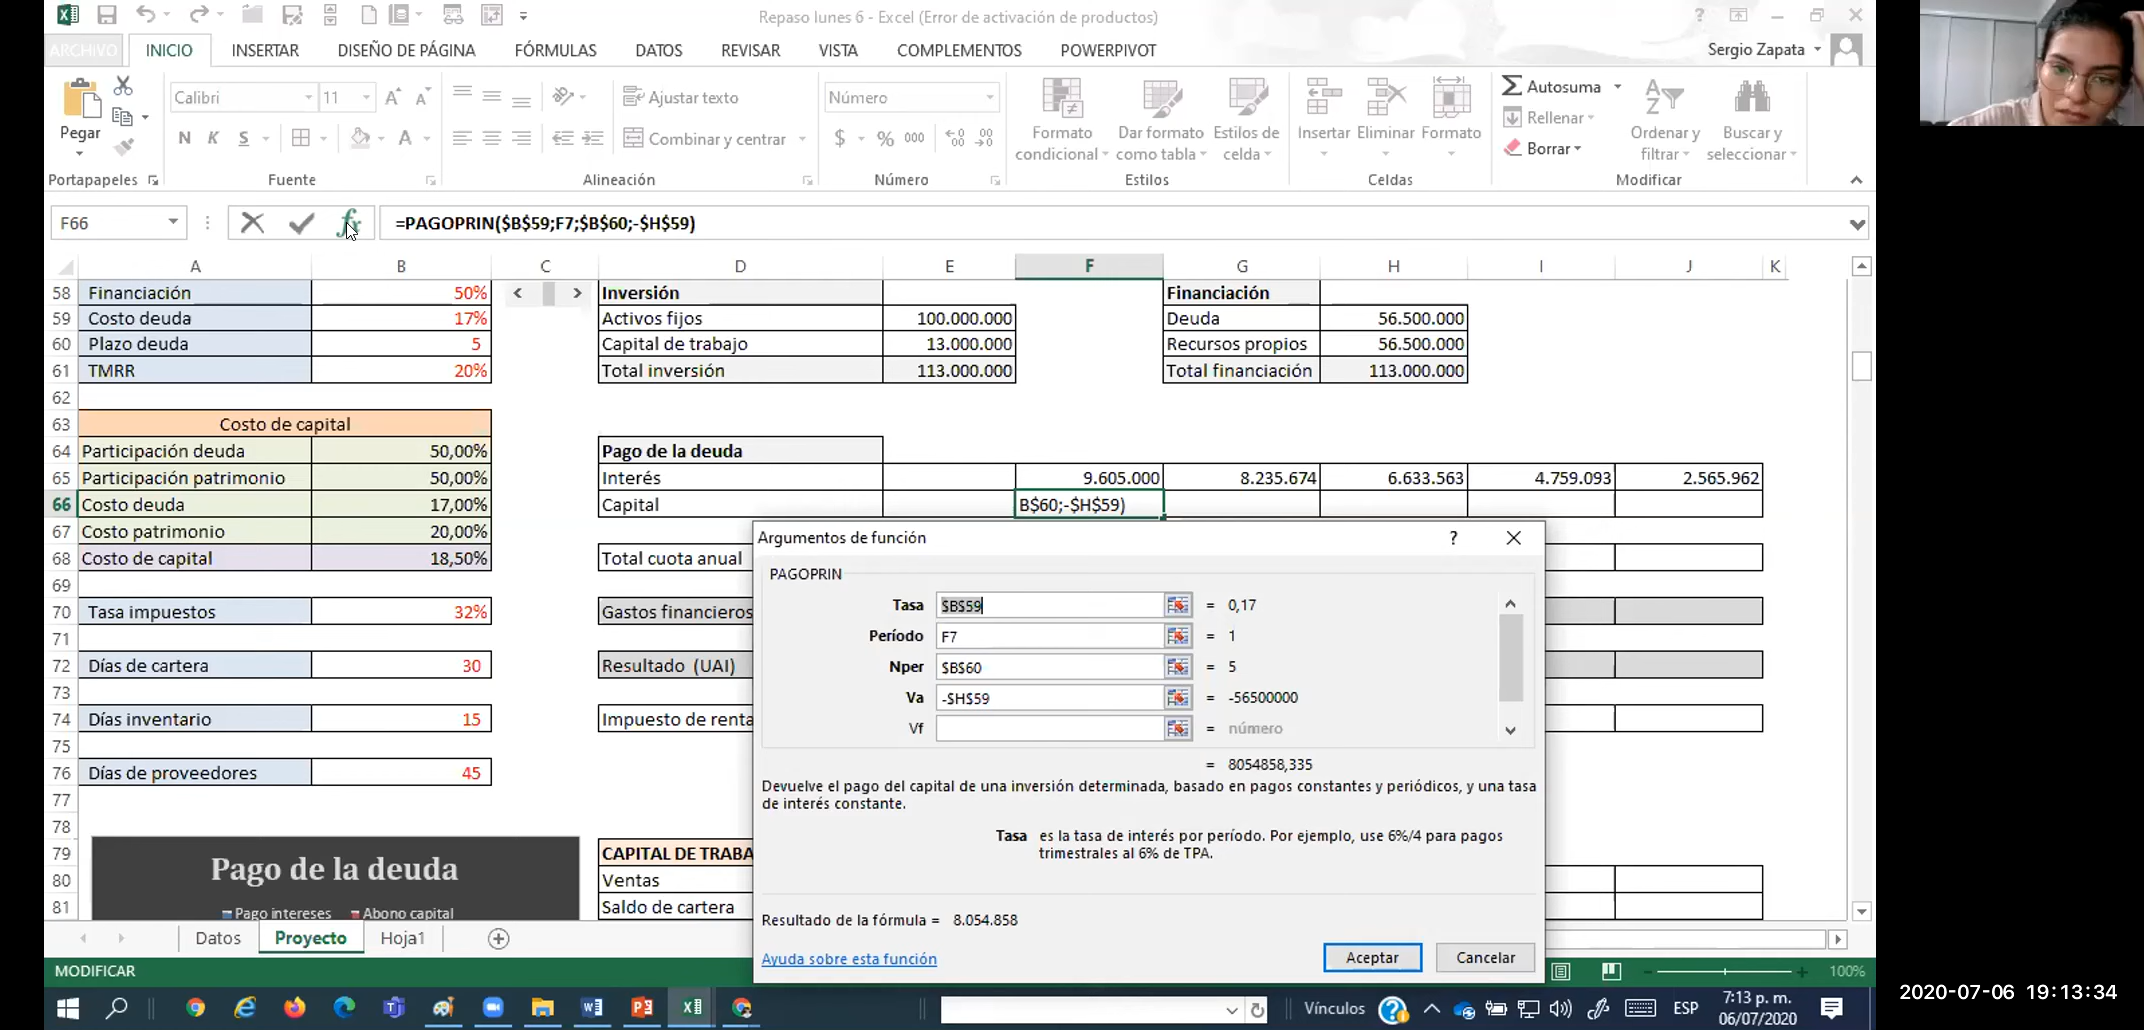 Repaso lunes 6 - Excel (Error de activación de productos)
ARCHIVO INICIO INSERTAR DISEÑO DE PÁGINA FÓRMULAS DATOS REVISAR VISTA COMPLEMENTOS POWERPIVOT Sergio Zapata
Calibri 11 Ajustar texto Número Autosuma
Pegar Formato condicional Dar formato como tabla Estilos de celda Insertar Eliminar Formato Rellenar Ordenar y filtrar Buscar y seleccionar
N K S A Combinar y centrar $ % 000 Borrar
Portapapeles Fuente Alineación Número Estilos Celdas Modificar
F66 =PAGOPRIN($B$59;F7;$B$60;-$H$59)
A B C D E F G H I J K
58 Financiación 50% Inversión Financiación
59 Costo deuda 17% Activos fijos 100.000.000 Deuda 56.500.000
60 Plazo deuda 5 Capital de trabajo 13.000.000 Recursos propios 56.500.000
61 TMRR 20% Total inversión 113.000.000 Total financiación 113.000.000
62
63 Costo de capital
64 Participación deuda 50,00% Pago de la deuda
65 Participación patrimonio 50,00% Interés 9.605.000 8.235.674 6.633.563 4.759.093 2.565.962
66 Costo deuda 17,00% Capital B$60;-$H$59)
67 Costo patrimonio 20,00%
68 Costo de capital 18,50% Total cuota anual
69
70 Tasa impuestos 32% Gastos financieros
71
72 Días de cartera 30 Resultado (UAI)
73
74 Días inventario 15 Impuesto de renta
75
76 Días de proveedores 45
77
78
79 CAPITAL DE TRABA
80 Ventas
81 Saldo de cartera
Pago de la deuda
Pago intereses Abono capital
Argumentos de función ?
PAGOPRIN
Tasa $B$59 = 0,17
Período F7 = 1
Nper $B$60 = 5
Va -$H$59 = -56500000
Vf = número
= 8054858,335
Devuelve el pago del capital de una inversión determinada, basado en pagos constantes y periódicos, y una tasa
de interés constante.
Tasa es la tasa de interés por período. Por ejemplo, use 6%/4 para pagos
trimestrales al 6% de TPA.
Resultado de la fórmula = 8.054.858
Ayuda sobre esta función Aceptar Cancelar
Datos Proyecto Hoja1
MODIFICAR 100%
Vínculos ESP 7:13 p. m.
06/07/2020
2020-07-06 19:13:34